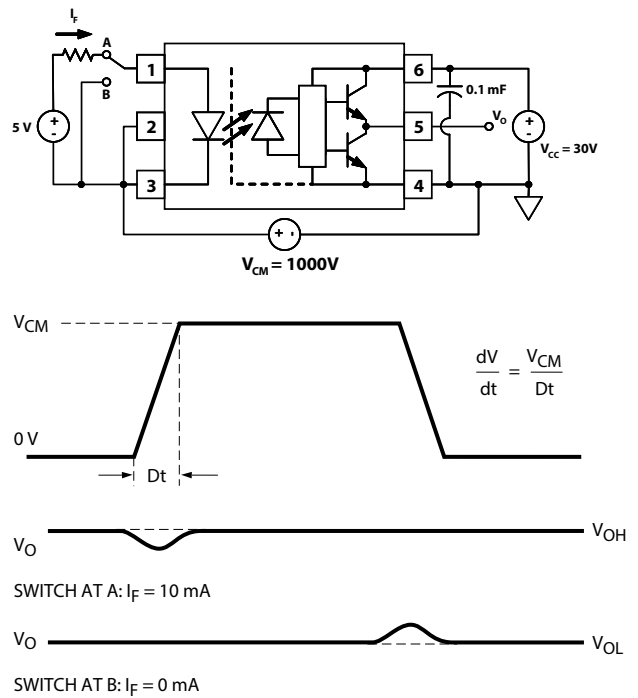 I_F
A
B
5 V
+
-
1
2
3
6
5
4
0.1 mF
V_O
+
-
V_CC = 30V
+ -
V_CM = 1000V
V_CM
0 V
Dt
dV
dt
=
V_CM
Dt
V_O
V_OH
SWITCH AT A: I_F = 10 mA
V_O
V_OL
SWITCH AT B: I_F = 0 mA